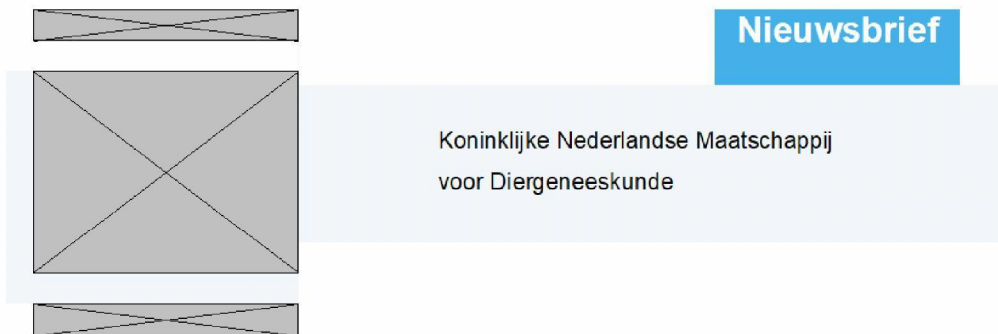 Nieuwsbrief
Koninklijke Nederlandse Maatschappij
voor Diergeneeskunde